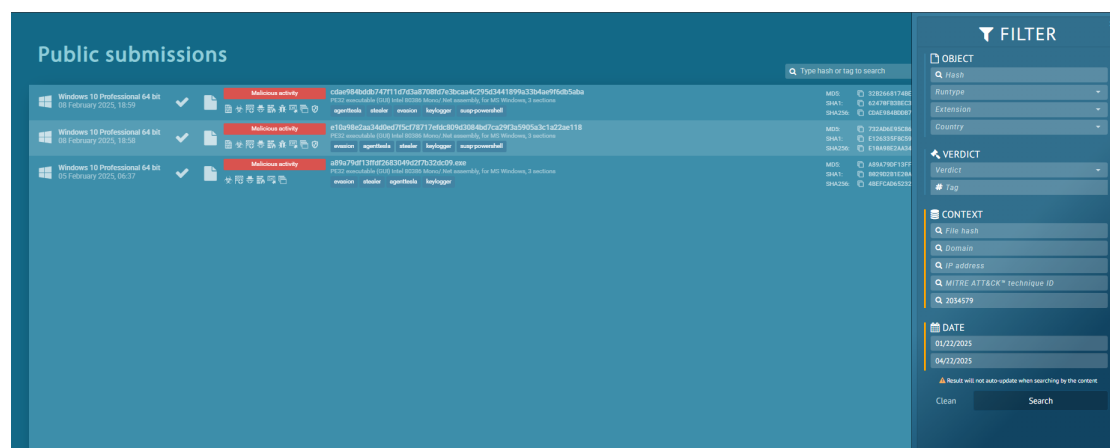 Public submissions
Type hash or tag to search
Windows 10 Professional 64 bit
08 February 2025, 18:59
Malicious activity
cdae984bddb747f11d7d3a8708fd7e3bcaa4c295d3441899a33b4ae9f6db5aba
PE32 executable (GUI) Intel 80386 Mono/.Net assembly, for MS Windows, 3 sections
agenttesla stealer evasion keylogger susp-powershell
MD5: 32B26681748E
SHA1:
SHA256: CDAE984BDDB7
Windows 10 Professional 64 bit
08 February 2025, 18:58
Malicious activity
e10a98e2aa34d0ed7f5cf78717efdc809d3084bd7ca29f3a5905a3c1a22ae118
PE32 executable (GUI) Intel 80386 Mono/.Net assembly, for MS Windows, 3 sections
evasion agenttesla stealer keylogger susp-powershell
MD5: 732AD6E95C86
SHA1: E126335F8C59
SHA256: E10A98E2AA34
Windows 10 Professional 64 bit
05 February 2025, 06:37
Malicious activity
a89a79df13ffdf2683049d2f7b32dc09.exe
PE32 executable (GUI) Intel 80386 Mono/.Net assembly, for MS Windows, 3 sections
evasion stealer agenttesla keylogger
MD5: A89A79DF13FF
SHA1:
SHA256: 4BEFCAD65232
FILTER
OBJECT
Hash
Runtype
Extension
Country
VERDICT
Verdict
# Tag
CONTEXT
File hash
Domain
IP address
MITRE ATT&CK™ technique ID
2034579
DATE
01/22/2025
04/22/2025
Result will not auto-update when searching by the content
Clean
Search